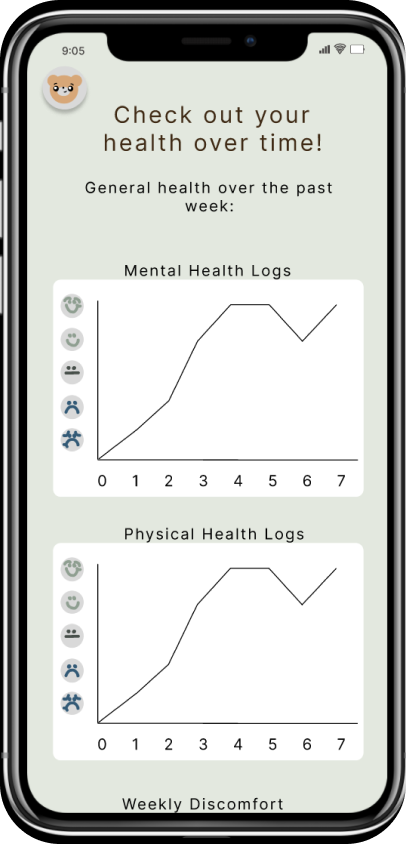 9:05
Check out your
health over time!
General health over the past
week:
Mental Health Logs
0 1 2 3 4 5 6 7
Physical Health Logs
0 1 2 3 4 5 6 7
Weekly Discomfort